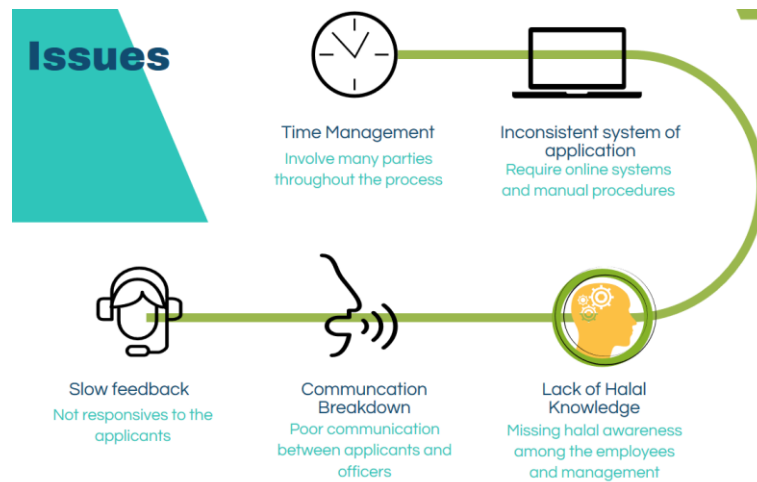 Issues
Time Management
Involve many parties
throughout the process
Inconsistent system of
application
Require online systems
and manual procedures
Slow feedback
Not responsives to the
applicants
Communcation
Breakdown
Poor communication
between applicants and
officers
Lack of Halal
Knowledge
Missing halal awareness
among the employees
and management